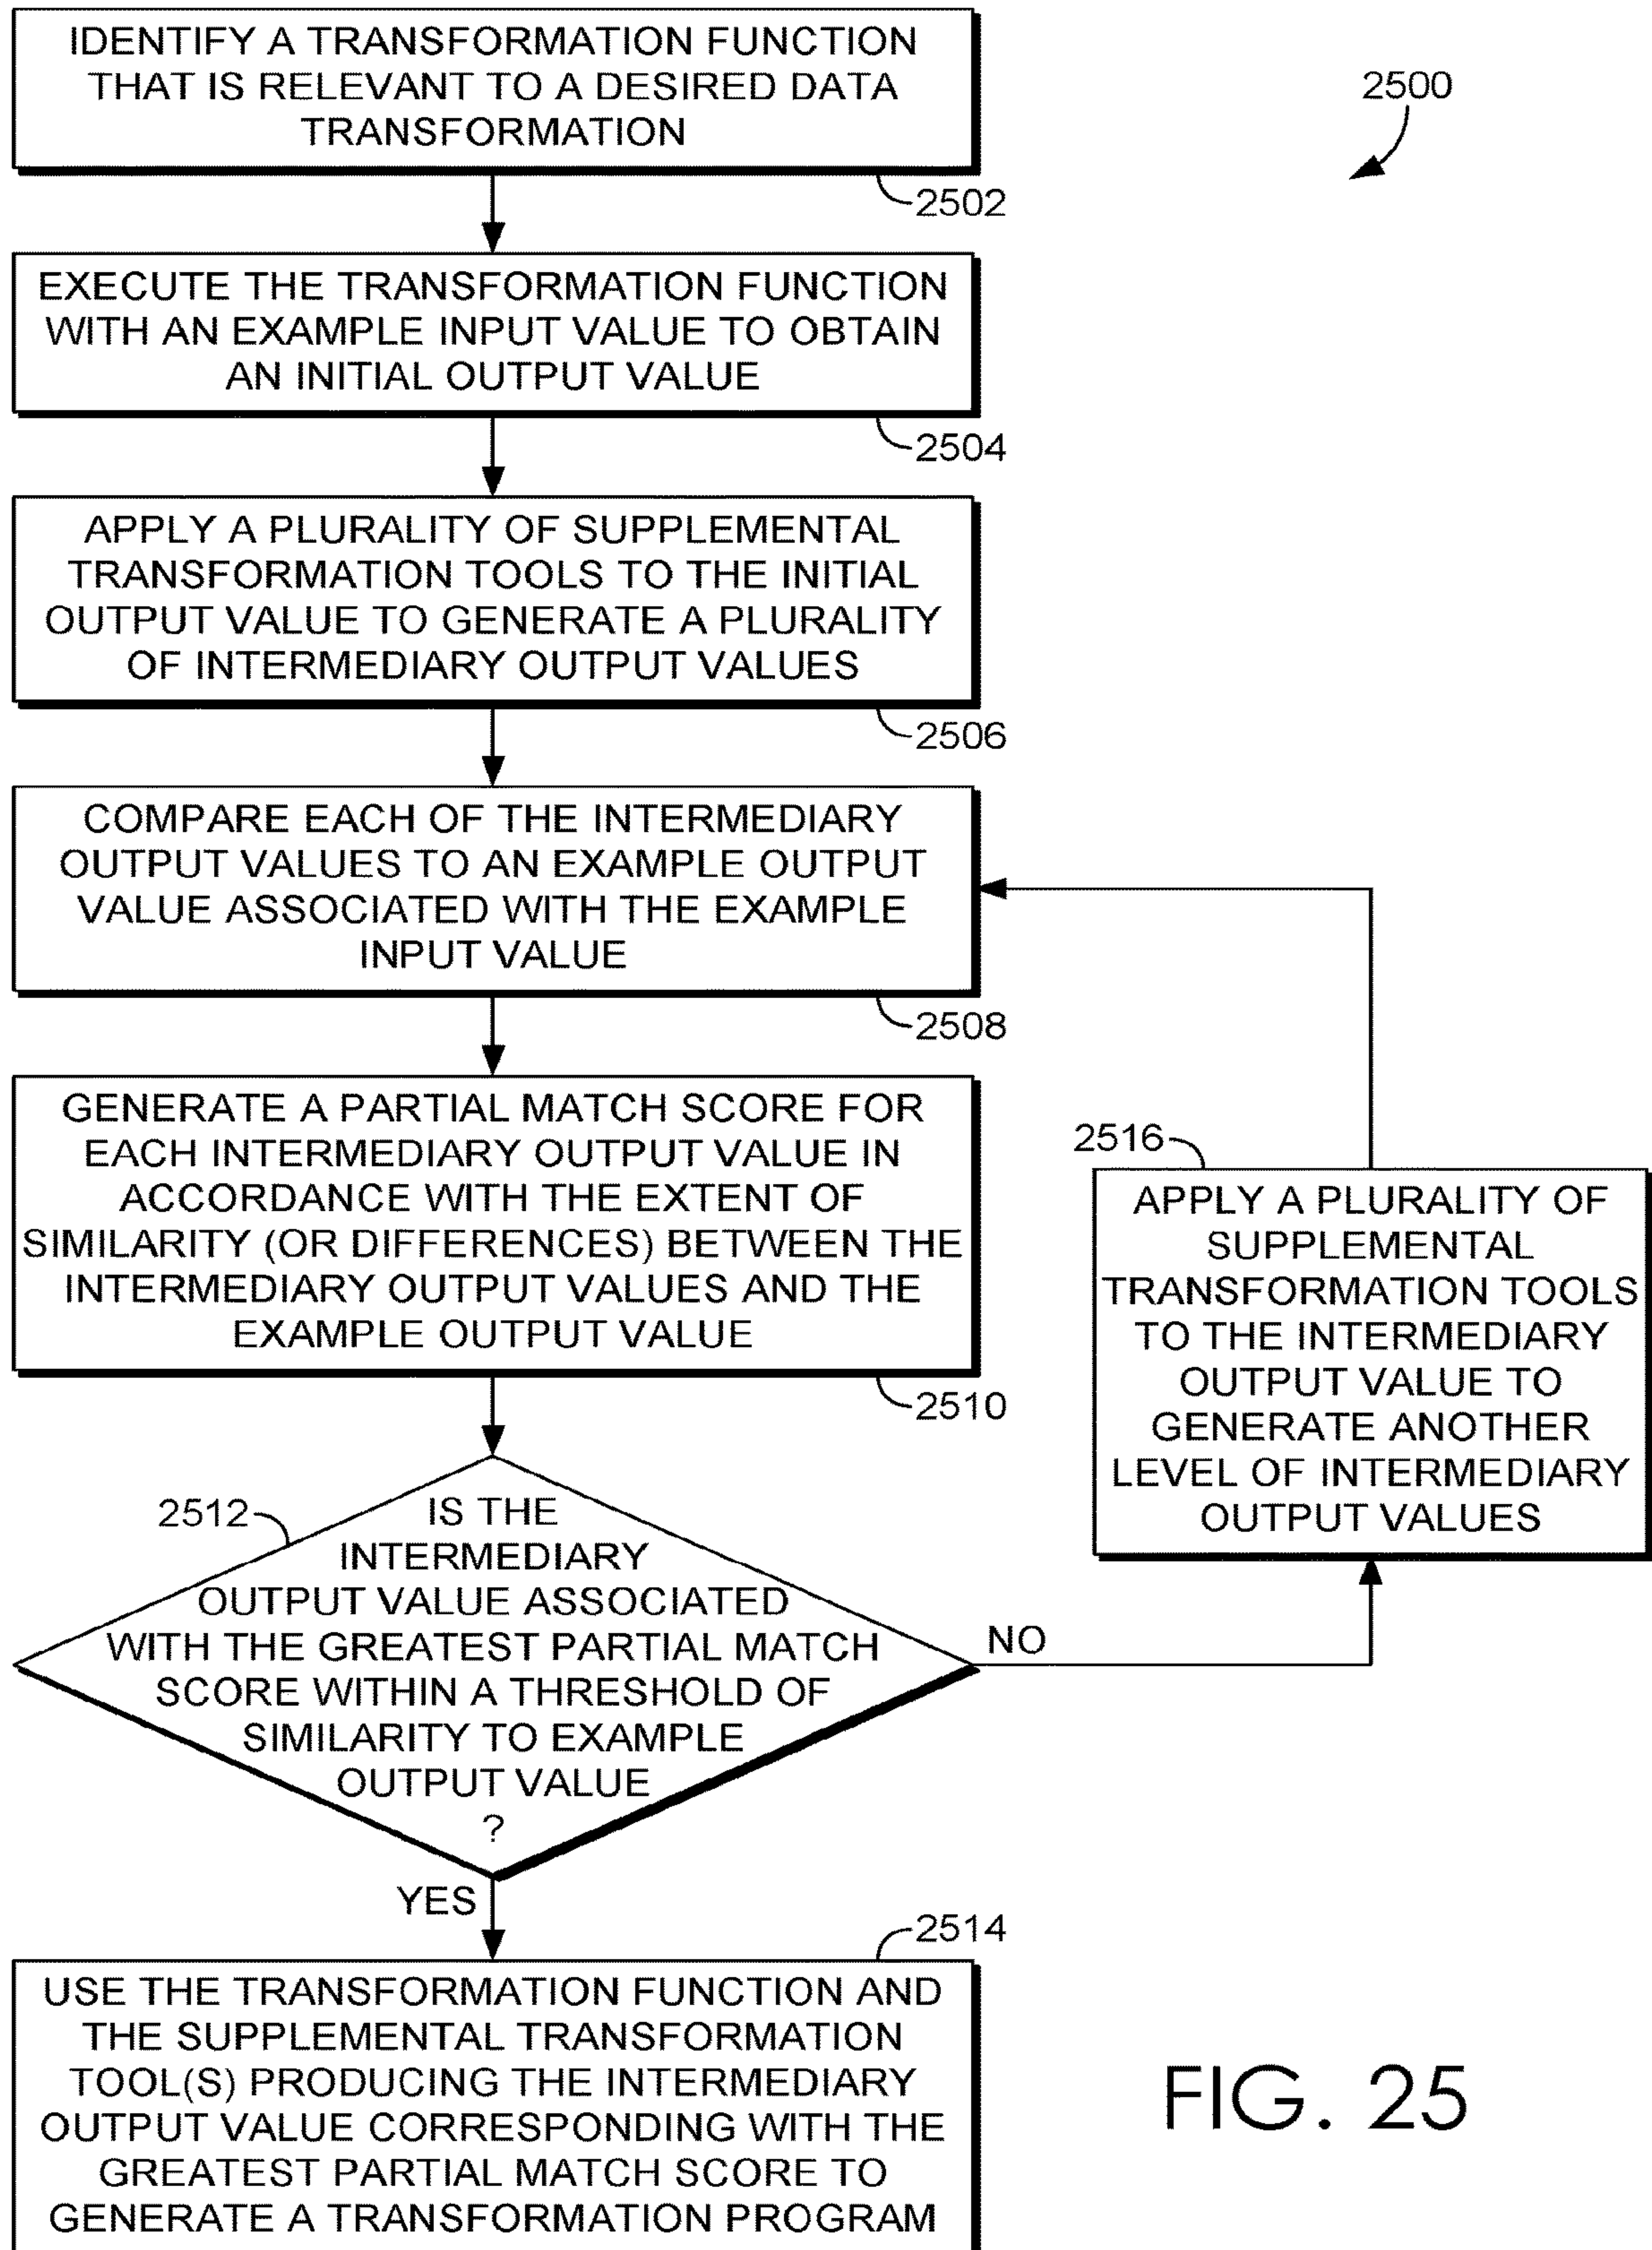 IDENTIFY A TRANSFORMATION FUNCTION
THAT IS RELEVANT TO A DESIRED DATA
TRANSFORMATION
2500
2502
EXECUTE THE TRANSFORMATION FUNCTION
WITH AN EXAMPLE INPUT VALUE TO OBTAIN
AN INITIAL OUTPUT VALUE
2504
APPLY A PLURALITY OF SUPPLEMENTAL
TRANSFORMATION TOOLS TO THE INITIAL
OUTPUT VALUE TO GENERATE A PLURALITY
OF INTERMEDIARY OUTPUT VALUES
2506
COMPARE EACH OF THE INTERMEDIARY
OUTPUT VALUES TO AN EXAMPLE OUTPUT
VALUE ASSOCIATED WITH THE EXAMPLE
INPUT VALUE
2508
GENERATE A PARTIAL MATCH SCORE FOR
EACH INTERMEDIARY OUTPUT VALUE IN
ACCORDANCE WITH THE EXTENT OF
SIMILARITY (OR DIFFERENCES) BETWEEN THE
INTERMEDIARY OUTPUT VALUES AND THE
EXAMPLE OUTPUT VALUE
2510
2512
IS THE
INTERMEDIARY
OUTPUT VALUE ASSOCIATED
WITH THE GREATEST PARTIAL MATCH
SCORE WITHIN A THRESHOLD OF
SIMILARITY TO EXAMPLE
OUTPUT VALUE
?
NO
2516
APPLY A PLURALITY OF
SUPPLEMENTAL
TRANSFORMATION TOOLS
TO THE INTERMEDIARY
OUTPUT VALUE TO
GENERATE ANOTHER
LEVEL OF INTERMEDIARY
OUTPUT VALUES
YES
2514
USE THE TRANSFORMATION FUNCTION AND
THE SUPPLEMENTAL TRANSFORMATION
TOOL(S) PRODUCING THE INTERMEDIARY
OUTPUT VALUE CORRESPONDING WITH THE
GREATEST PARTIAL MATCH SCORE TO
GENERATE A TRANSFORMATION PROGRAM
FIG. 25